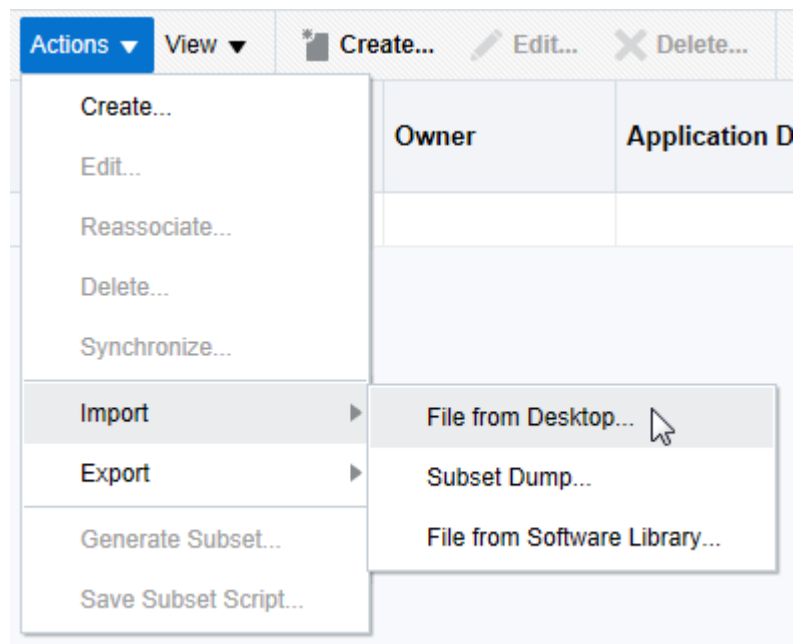 Actions View Create... Edit... Delete...
Owner Application D
Create...
Edit...
Reassociate...
Delete...
Synchronize...
Import
Export
Generate Subset...
Save Subset Script...
File from Desktop...
Subset Dump...
File from Software Library...